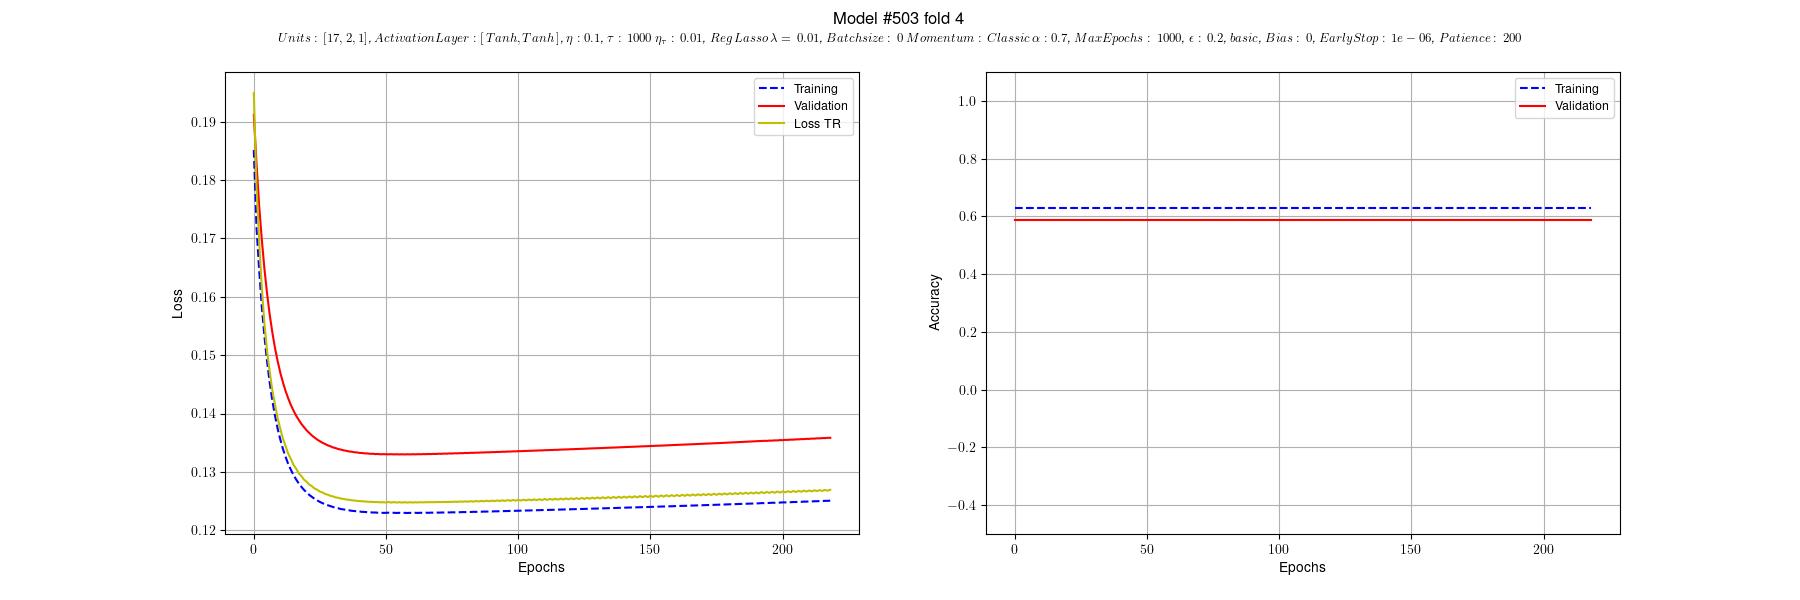 Model #503 fold 4
Units : [17, 2, 1], ActivationLayer : [Tanh, Tanh], η : 0.1, τ : 1000 ητ : 0.01, Reg Lasso λ = 0.01, Batchsize : 0 Momentum : Classic α : 0.7, MaxEpochs : 1000, ϵ : 0.2, basic, Bias : 0, EarlyStop : 1e − 06, Patience : 200
Training
Validation
Loss TR
Loss
0.19
0.18
0.17
0.16
0.15
0.14
0.13
0.12
0 50 100 150 200
Epochs
Training
Validation
Accuracy
1.0
0.8
0.6
0.4
0.2
0.0
−0.2
−0.4
0 50 100 150 200
Epochs